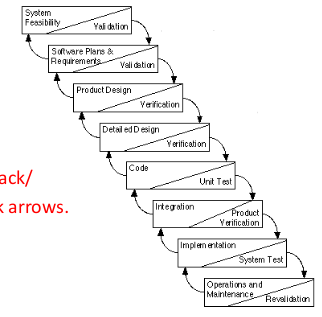 System
Feasibility
Validation
Software Plans &
Requirements
Validation
Product Design
Verification
Detailed Design
Verification
ack/
Code
Unit Test
k arrows.
Integration
Product
Verification
Implementation
System Test
Operations and
Maintenance
Revalidation